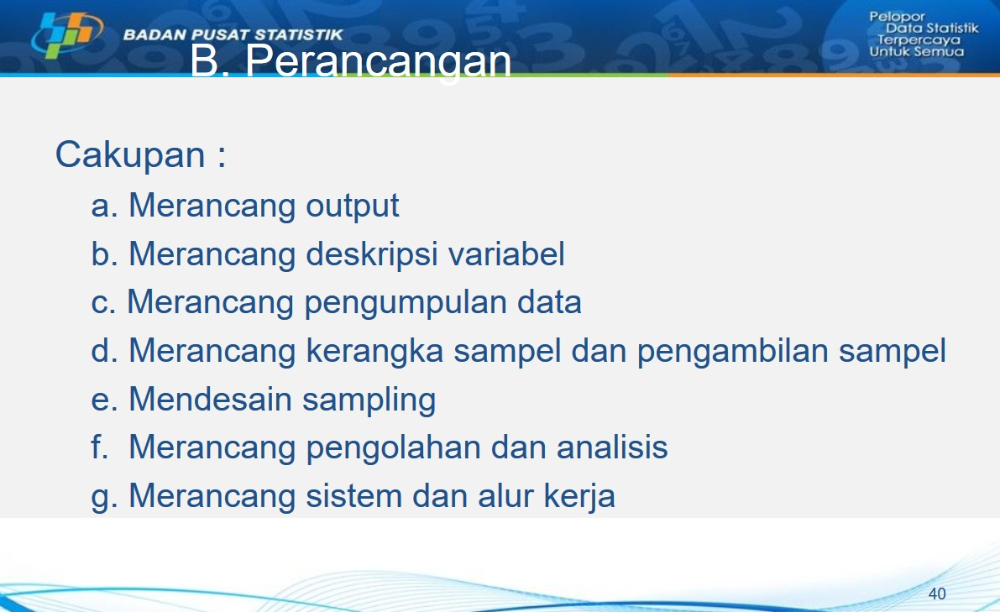 BADAN PUSAT STATISTIK
Pelopor
Data Statistik
Terpercaya
Untuk Semua
B. Perancangan
Cakupan :
a. Merancang output
b. Merancang deskripsi variabel
c. Merancang pengumpulan data
d. Merancang kerangka sampel dan pengambilan sampel
e. Mendesain sampling
f. Merancang pengolahan dan analisis
g. Merancang sistem dan alur kerja
40